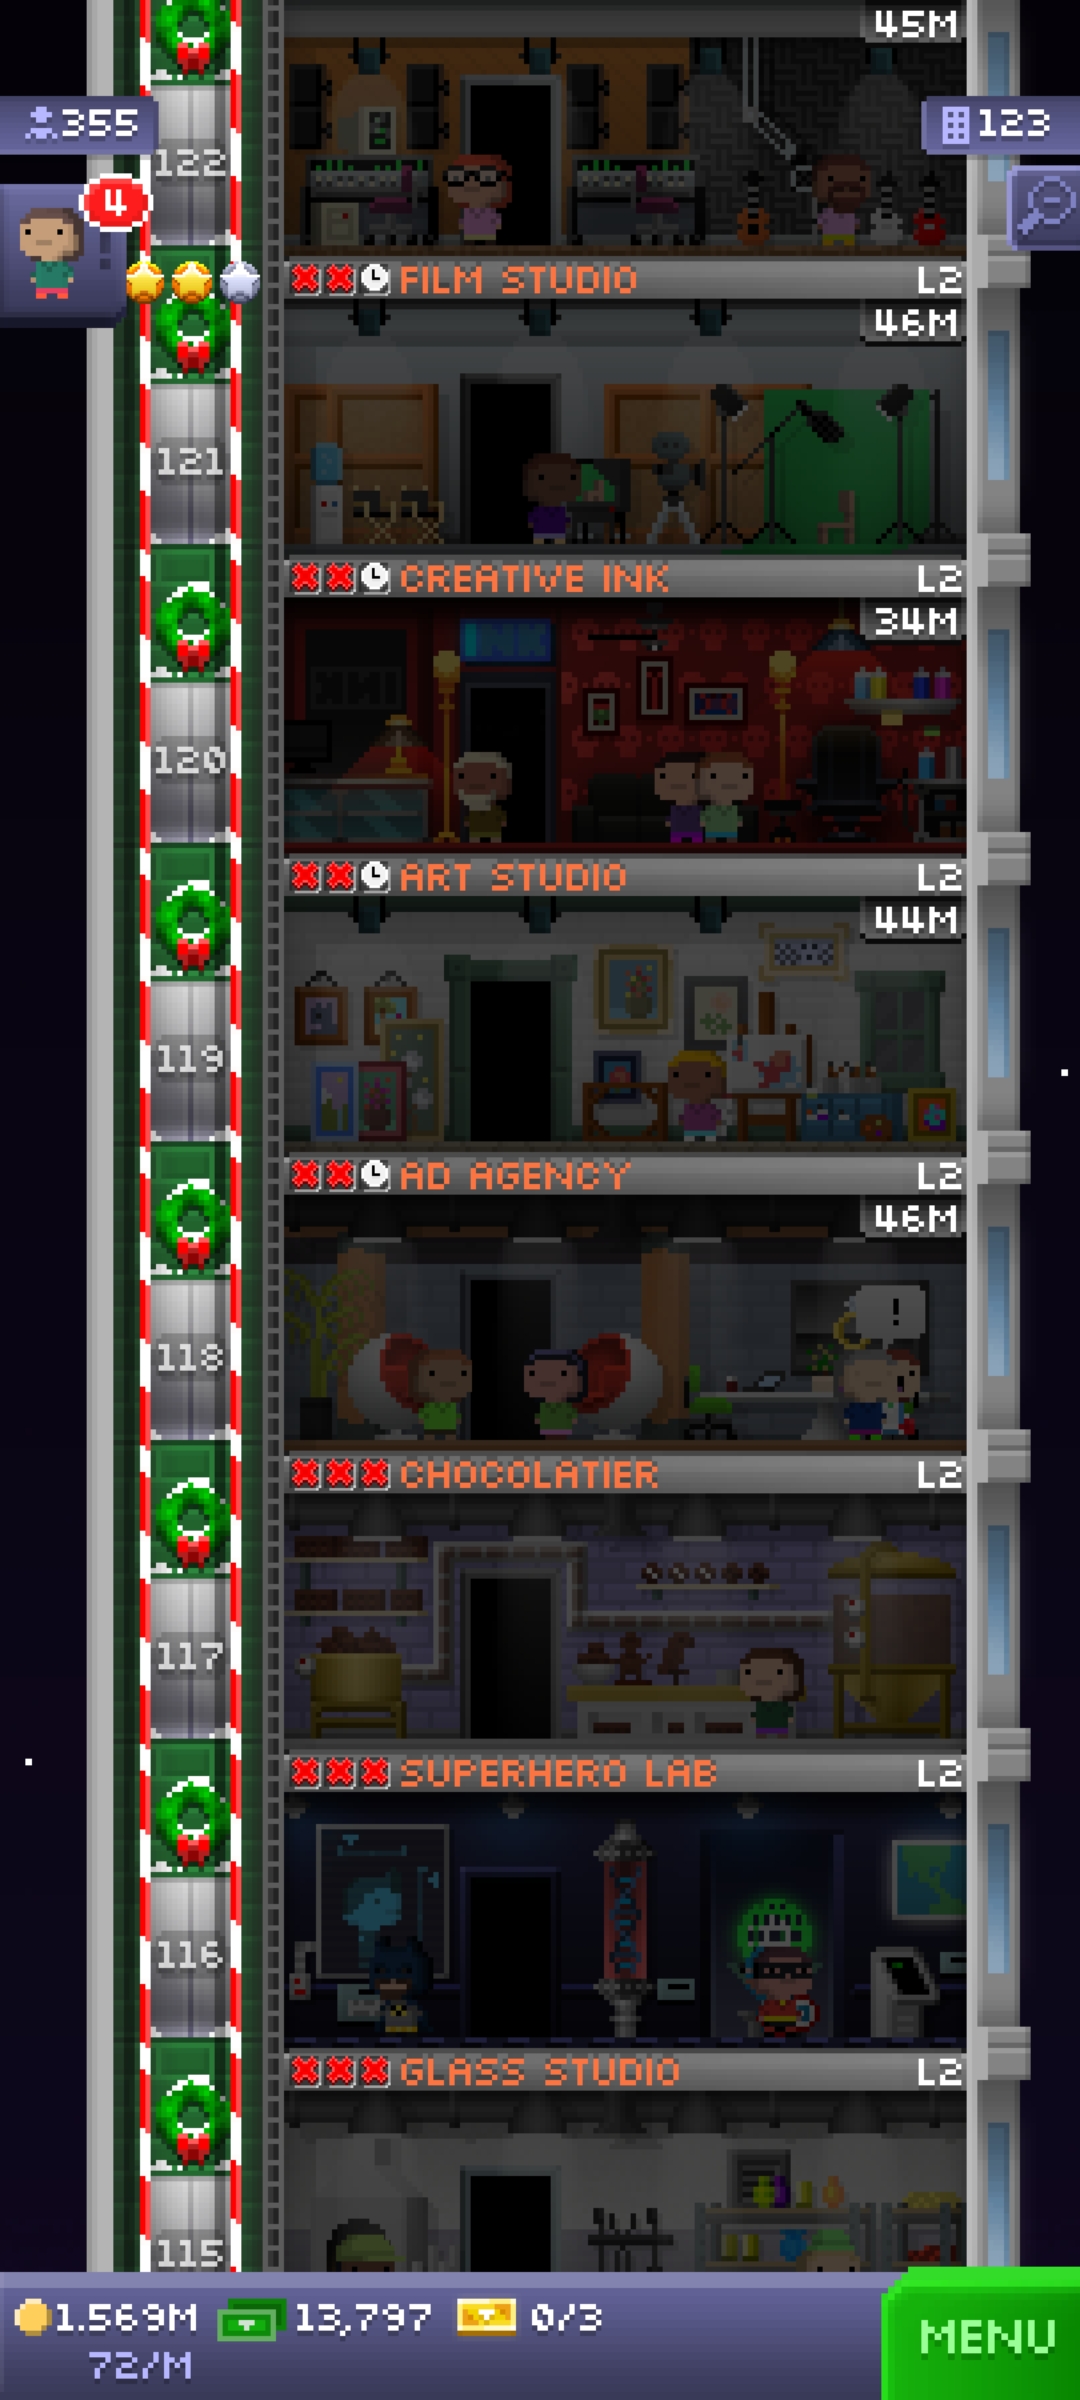 45M
355
123
122
4
FILM STUDIO L2
46M
121
CREATIVE INK L2
34M
INK
INK
120
ART STUDIO L2
44M
119
AD AGENCY L2
46M
!
118
CHOCOLATIER L2
117
SUPERHERO LAB L2
116
GLASS STUDIO L2
115
1.569M 13,797 0/3
72/M
MENU